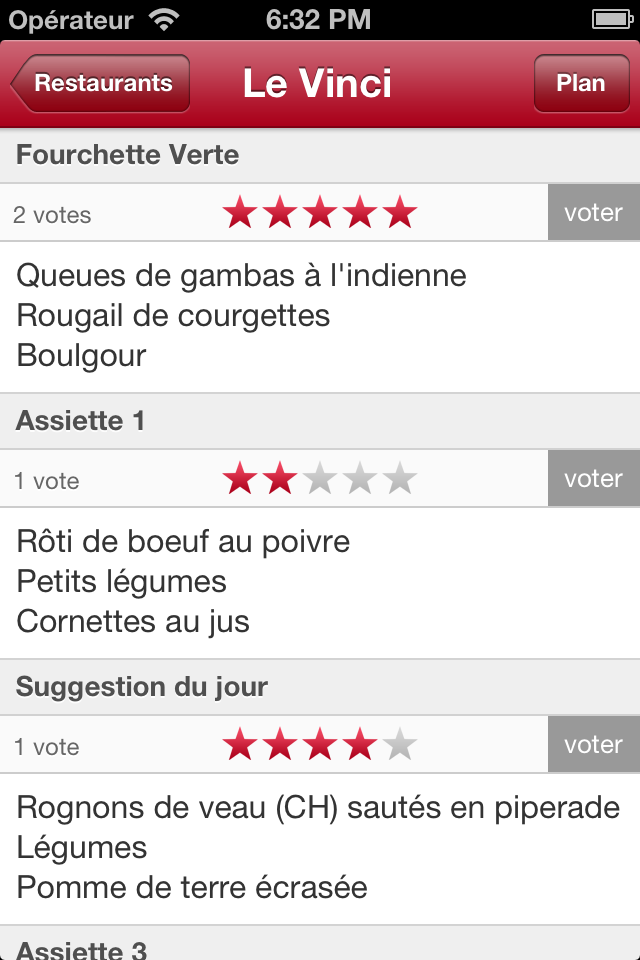 Opérateur 6:32 PM
Restaurants Le Vinci Plan
Fourchette Verte
2 votes voter
Queues de gambas à l'indienne
Rougail de courgettes
Boulgour
Assiette 1
1 vote voter
Rôti de boeuf au poivre
Petits légumes
Cornettes au jus
Suggestion du jour
1 vote voter
Rognons de veau (CH) sautés en piperade
Légumes
Pomme de terre écrasée
Assiette 3